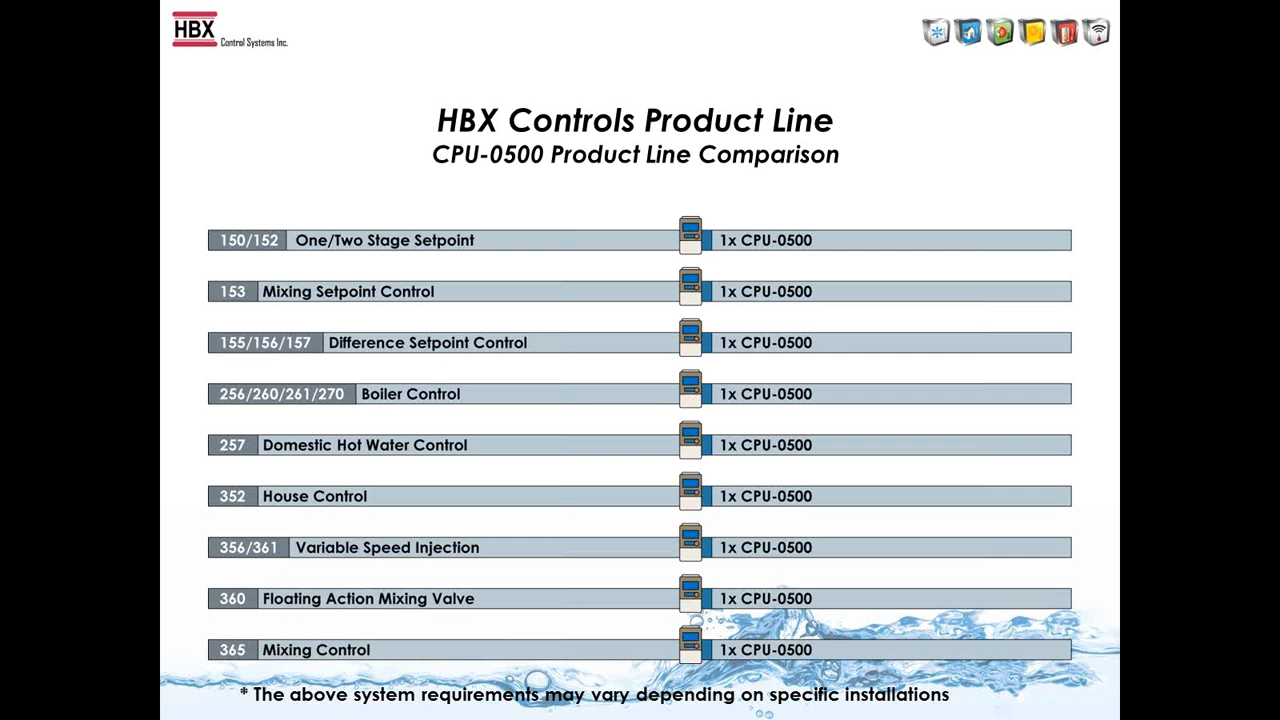 HBX
Control Systems Inc.
HBX Controls Product Line
CPU-0500 Product Line Comparison
150/152 One/Two Stage Setpoint 1x CPU-0500
153 Mixing Setpoint Control 1x CPU-0500
155/156/157 Difference Setpoint Control 1x CPU-0500
256/260/261/270 Boiler Control 1x CPU-0500
257 Domestic Hot Water Control 1x CPU-0500
352 House Control 1x CPU-0500
356/361 Variable Speed Injection 1x CPU-0500
360 Floating Action Mixing Valve 1x CPU-0500
365 Mixing Control 1x CPU-0500
* The above system requirements may vary depending on specific installations